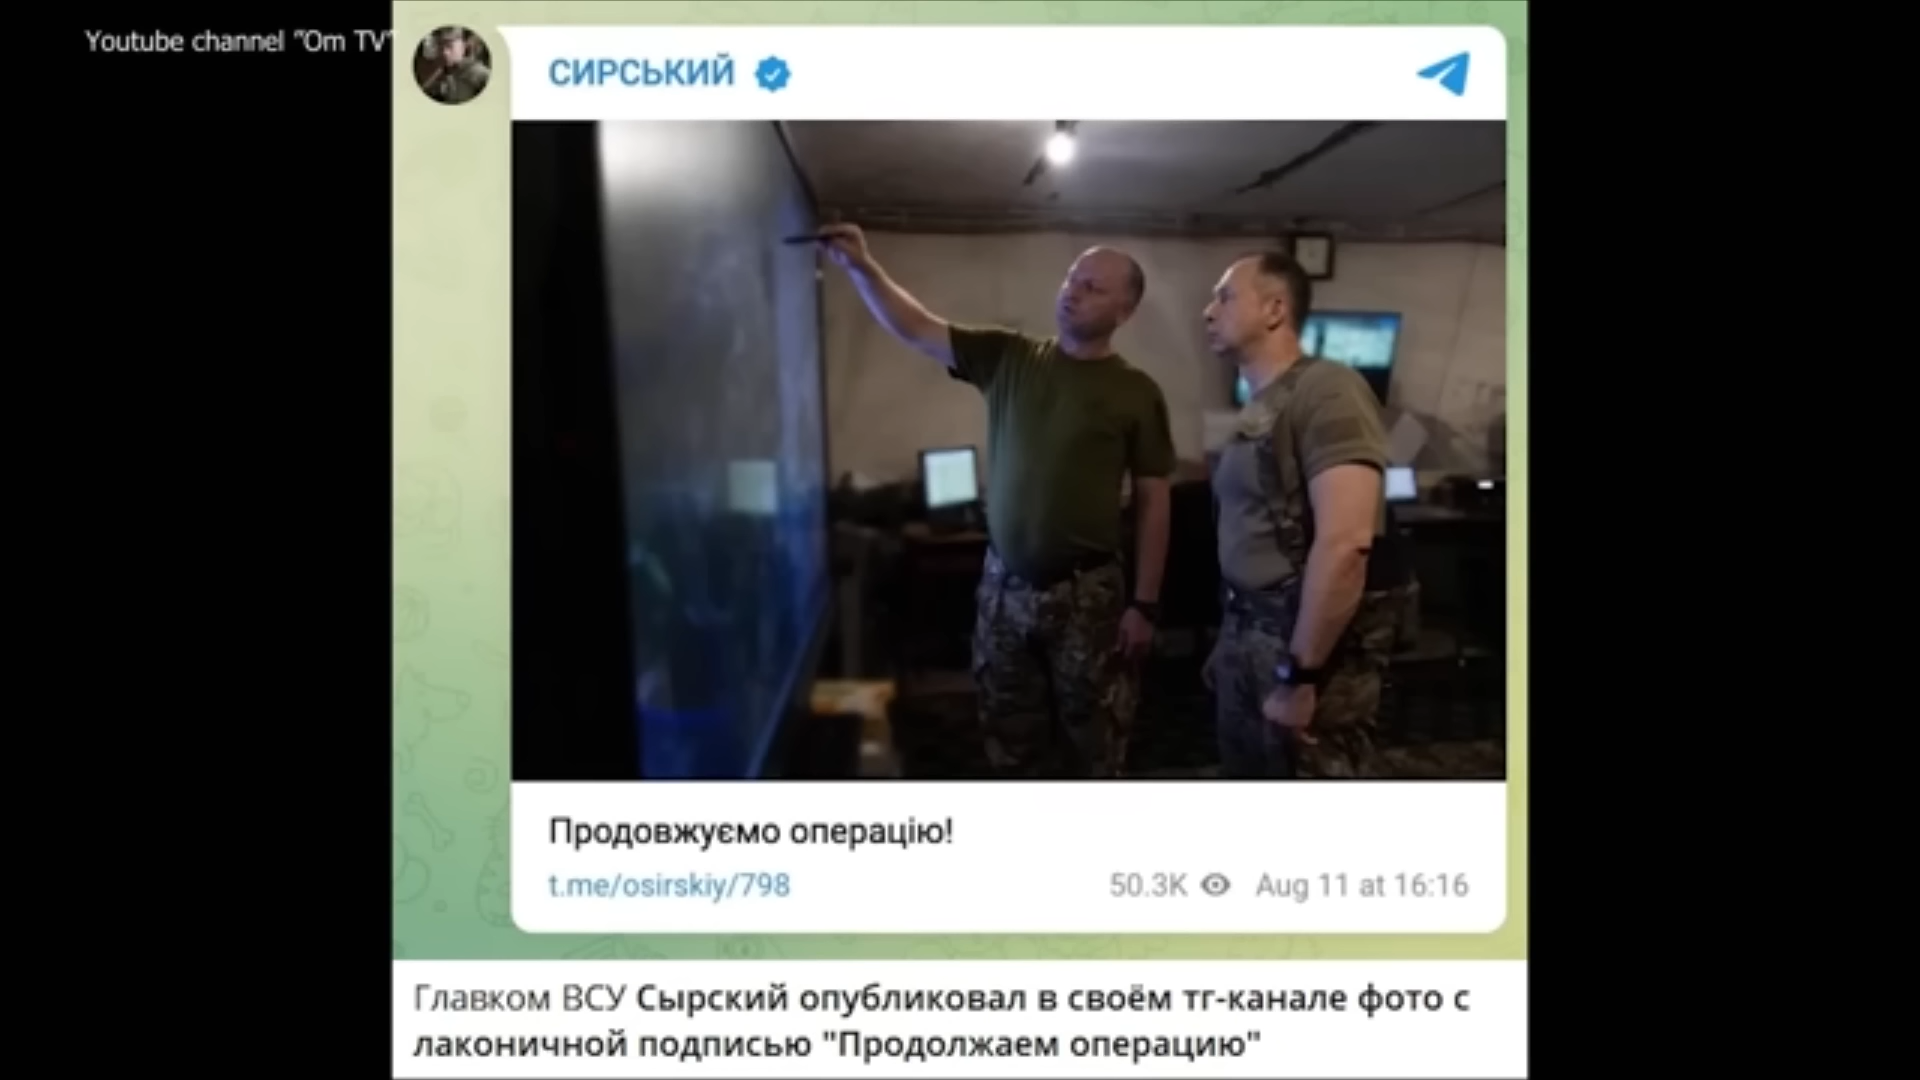 Youtube channel "Om TV"
СИРСЬКИЙ
Продовжуємо операцію!
t.me/osirskiy/798 50.3K Aug 11 at 16:16
Главком ВСУ Сырский опубликовал в своём тг-канале фото с
лаконичной подписью "Продолжаем операцию"